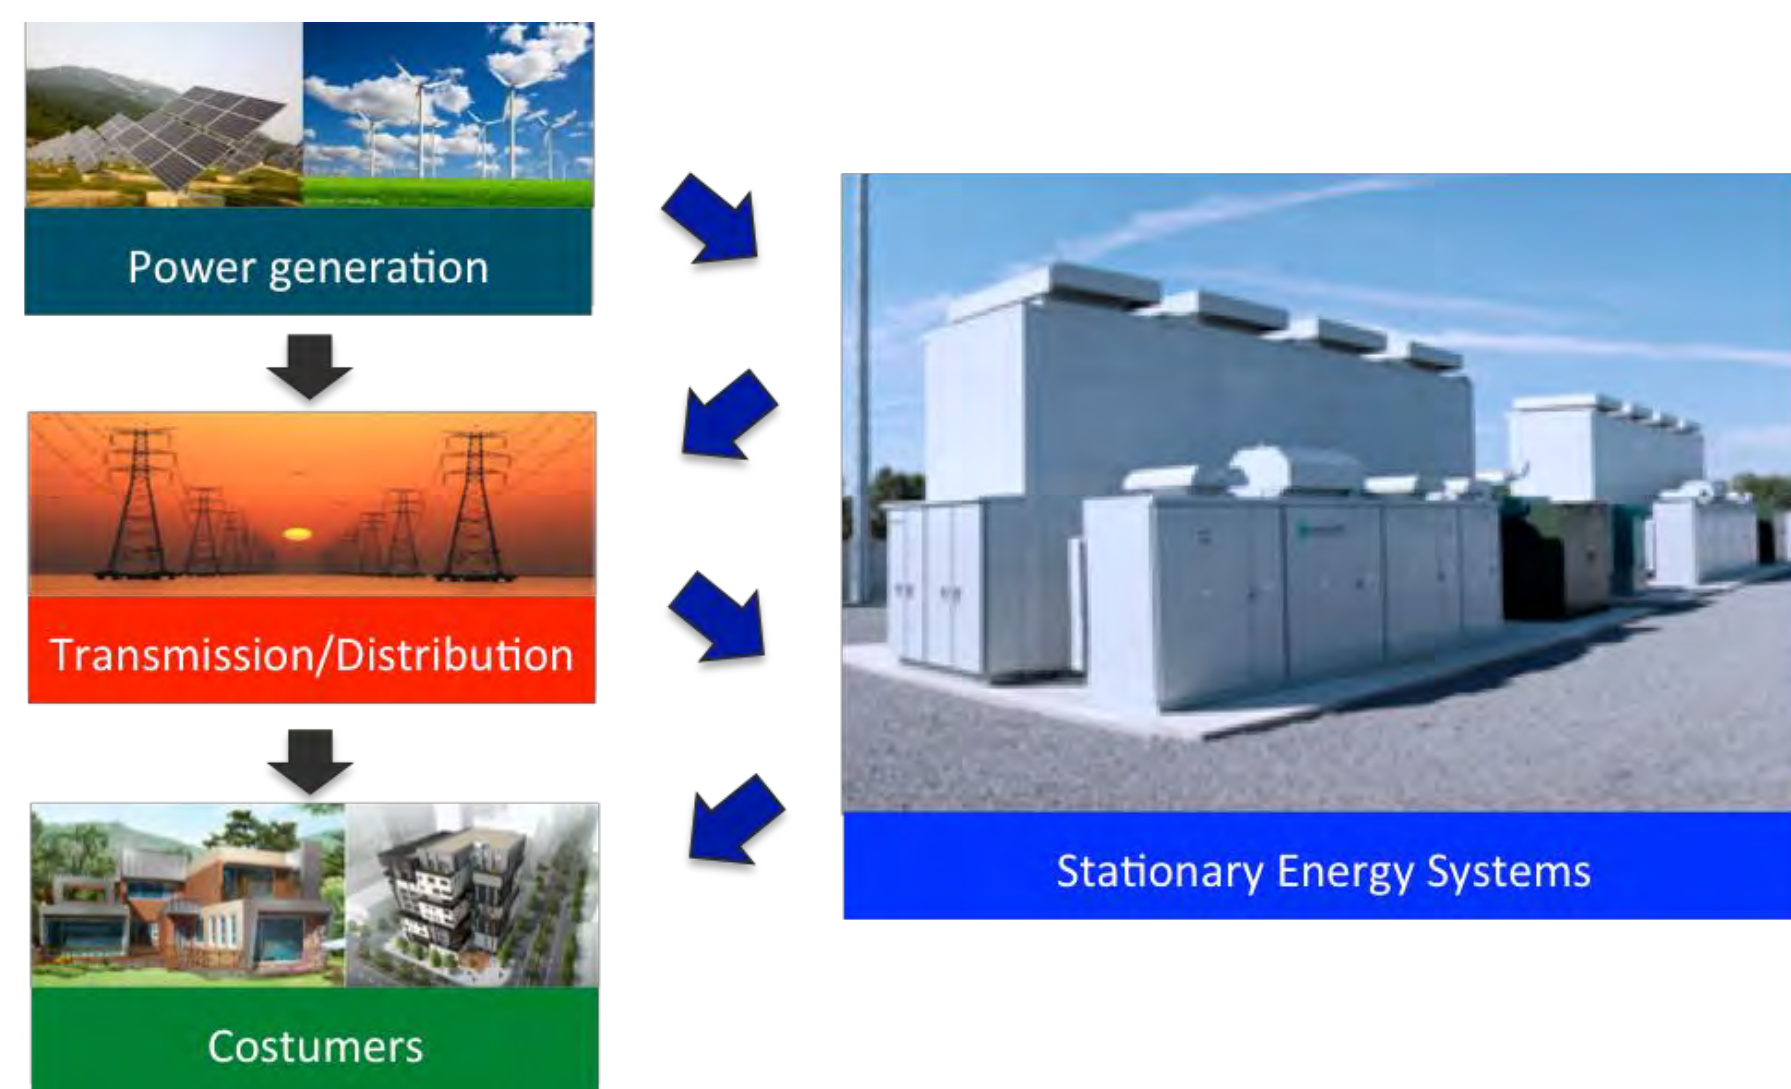 Power generation
Transmission/Distribution
Costumers
Stationary Energy Systems